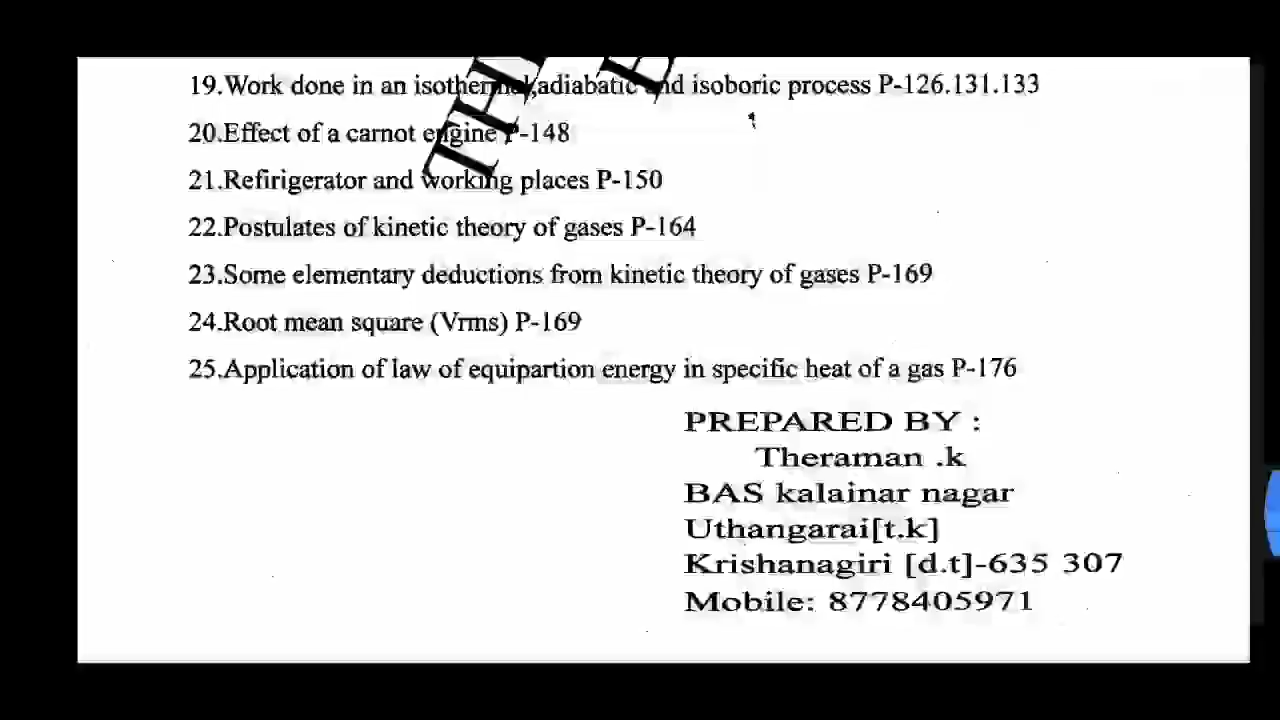 19.Work done in an isothermal,adiabatic and isoboric process P-126.131.133
20.Effect of a carnot engine P-148
21.Refirigerator and working places P-150
22.Postulates of kinetic theory of gases P-164
23.Some elementary deductions from kinetic theory of gases P-169
24.Root mean square (Vrms) P-169
25.Application of law of equipartion energy in specific heat of a gas P-176
PREPARED BY :
Theraman .k
BAS kalainar nagar
Uthangarai[t.k]
Krishanagiri [d.t]-635 307
Mobile: 8778405971